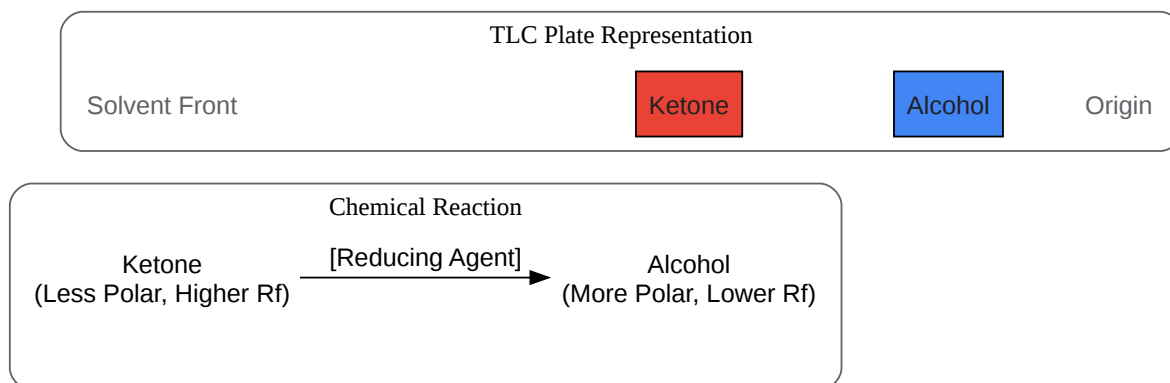 TLC Plate Representation
Solvent Front Ketone Alcohol Origin
Chemical Reaction
Ketone [Reducing Agent] Alcohol
(Less Polar, Higher Rf) (More Polar, Lower Rf)